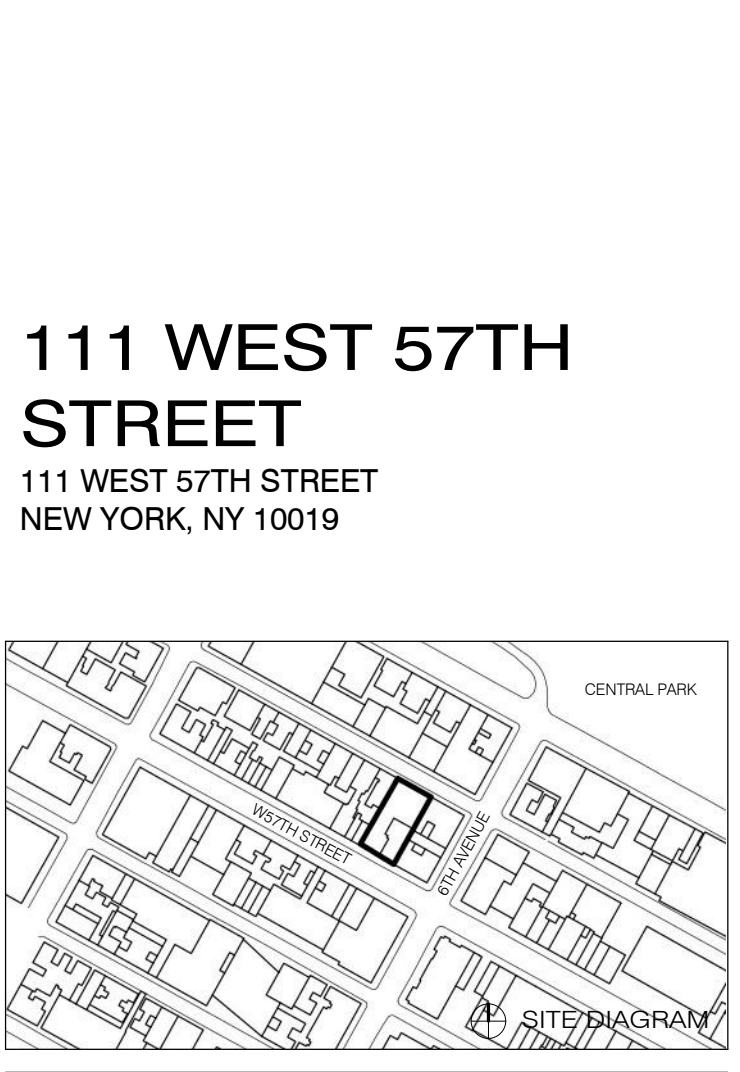 111 WEST 57TH
STREET
111 WEST 57TH STREET
NEW YORK, NY 10019
CENTRAL PARK
W57TH STREET
6TH AVENUE
SITE DIAGRAM